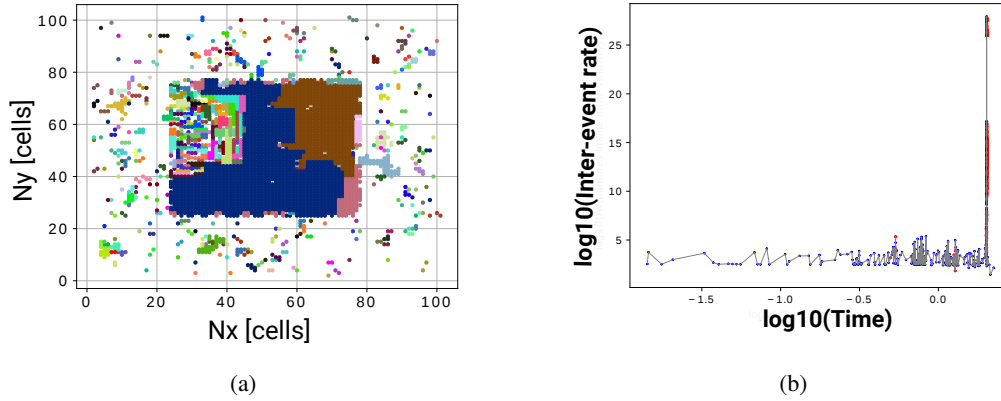 100
80
60
40
20
0
Ny [cells]
0 20 40 60 80 100
Nx [cells]
(a)
25
20
15
10
5
log10(Inter-event rate)
−1.5 −1.0 −0.5 0.0
log10(Time)
(b)